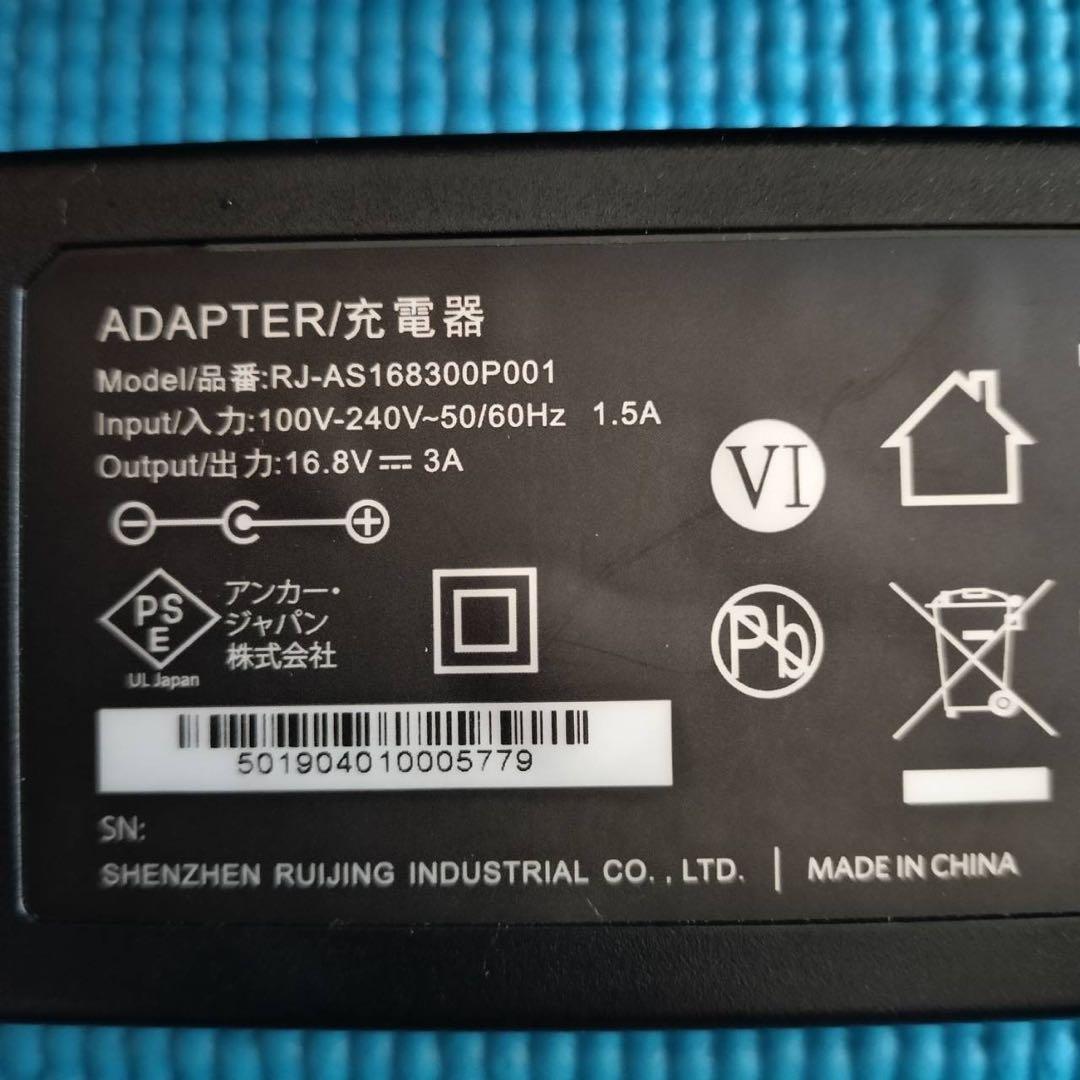 ADAPTER/充電器
Model/品番:RJ-AS168300P001
Input/入力:100V-240V~50/60Hz 1.5A
Output/出力:16.8V⎓3A
VI
PS
E
アンカー・
ジャパン
株式会社
UL Japan
Pb
501904010005779
SN:
SHENZHEN RUIJING INDUSTRIAL CO., LTD. | MADE IN CHINA